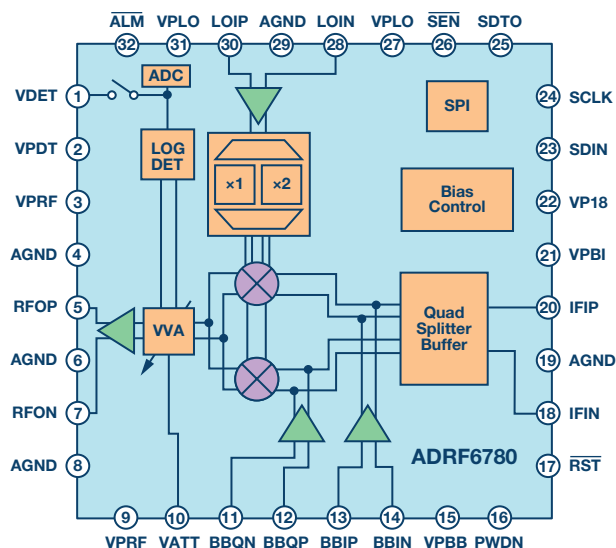 ALM VPLO LOIP AGND LOIN VPLO SEN SDTO
32 31 30 29 28 27 26 25
VDET 1
VPDT 2
VPRF 3
AGND 4
RFOP 5
AGND 6
RFON 7
AGND 8
ADC
LOG
DET
×1 ×2
VVA
SPI
Bias
Control
Quad
Splitter
Buffer
ADRF6780
24 SCLK
23 SDIN
22 VP18
21 VPBI
20 IFIP
19 AGND
18 IFIN
17 RST
9 10 11 12 13 14 15 16
VPRF VATT BBQN BBQP BBIP BBIN VPBB PWDN